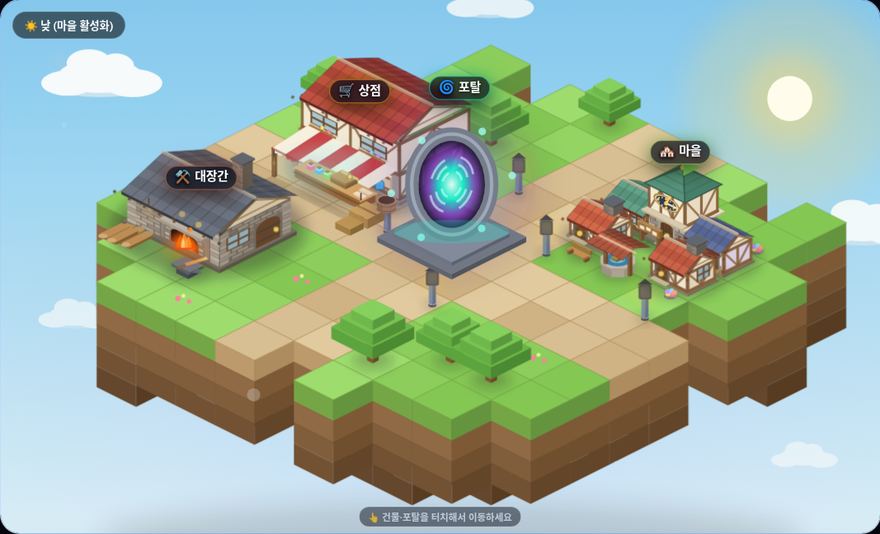 ☀️ 낮 (마을 활성화)
🛒 상점
🌀 포탈
🏘️ 마을
⚒️ 대장간
👆 건물·포탈을 터치해서 이동하세요